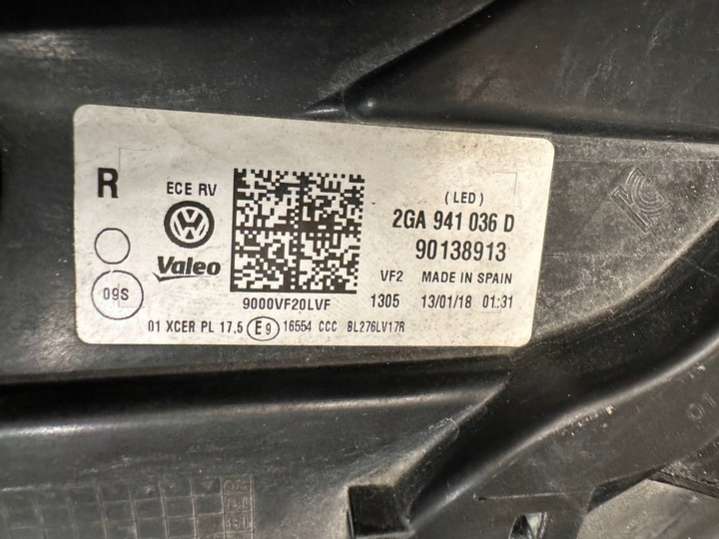 R
ECE RV
(LED)
2GA 941 036 D
90138913
Valeo
09S
9000VF20LVF
VF2 MADE IN SPAIN
1305 13/01/18 01:31
01 XCER PL 17,5 E9 16554 CCC 8L276LV17R